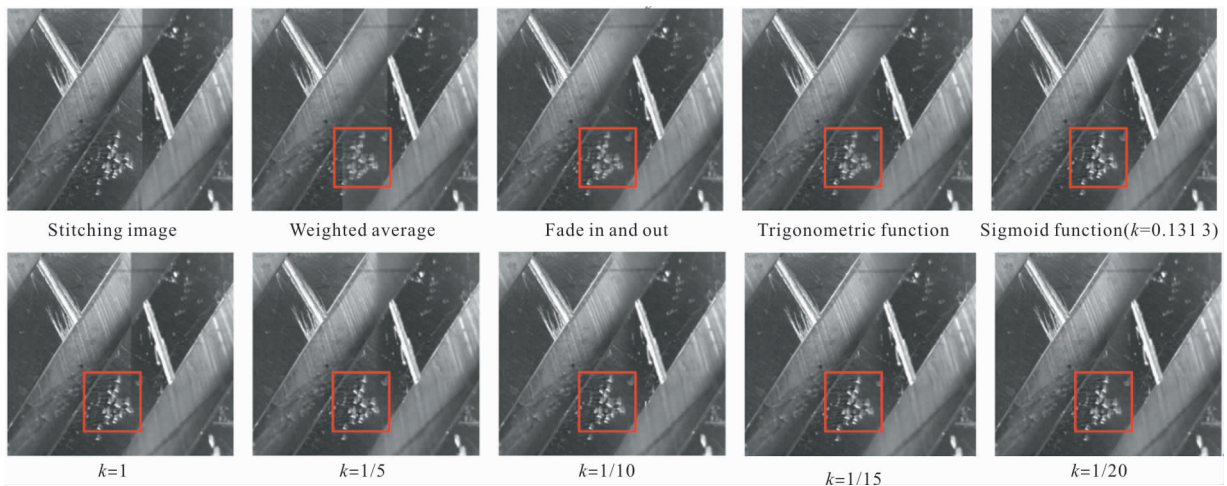 Stitching image
Weighted average
Fade in and out
Trigonometric function
Sigmoid function(k=0.131 3)
k=1
k=1/5
k=1/10
k=1/15
k=1/20